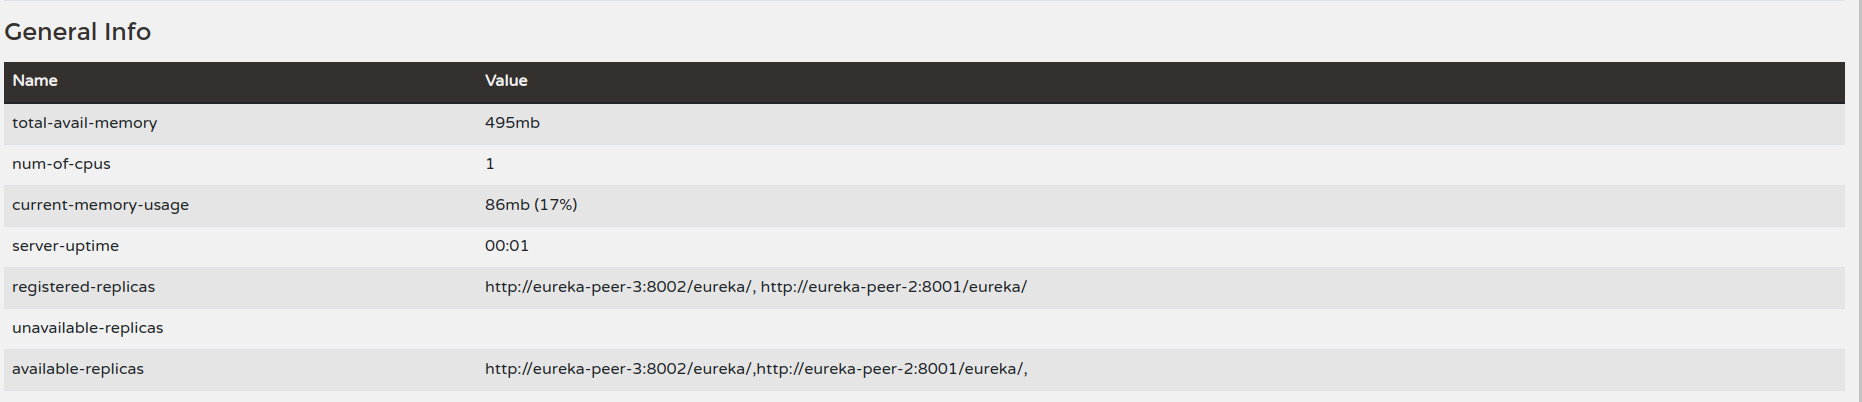 General Info
Name Value
total-avail-memory 495mb
num-of-cpus 1
current-memory-usage 86mb (17%)
server-uptime 00:01
registered-replicas http://eureka-peer-3:8002/eureka/, http://eureka-peer-2:8001/eureka/
unavailable-replicas
available-replicas http://eureka-peer-3:8002/eureka/,http://eureka-peer-2:8001/eureka/,